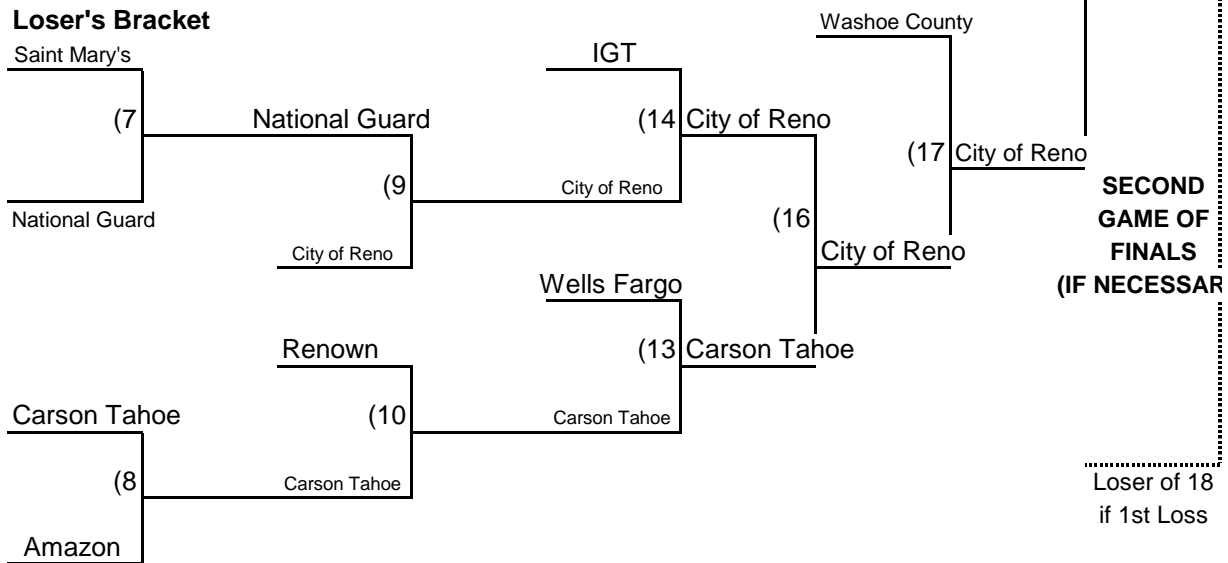 Loser's Bracket
Washoe County
Saint Mary's
IGT
(7
National Guard
(14
City of Reno
(17
City of Reno
(9
City of Reno
SECOND
GAME OF
FINALS
(IF NECESSAR
National Guard
(16
City of Reno
City of Reno
Wells Fargo
Renown
(13
Carson Tahoe
Carson Tahoe
(10
Carson Tahoe
(8
Carson Tahoe
Loser of 18
if 1st Loss
Amazon